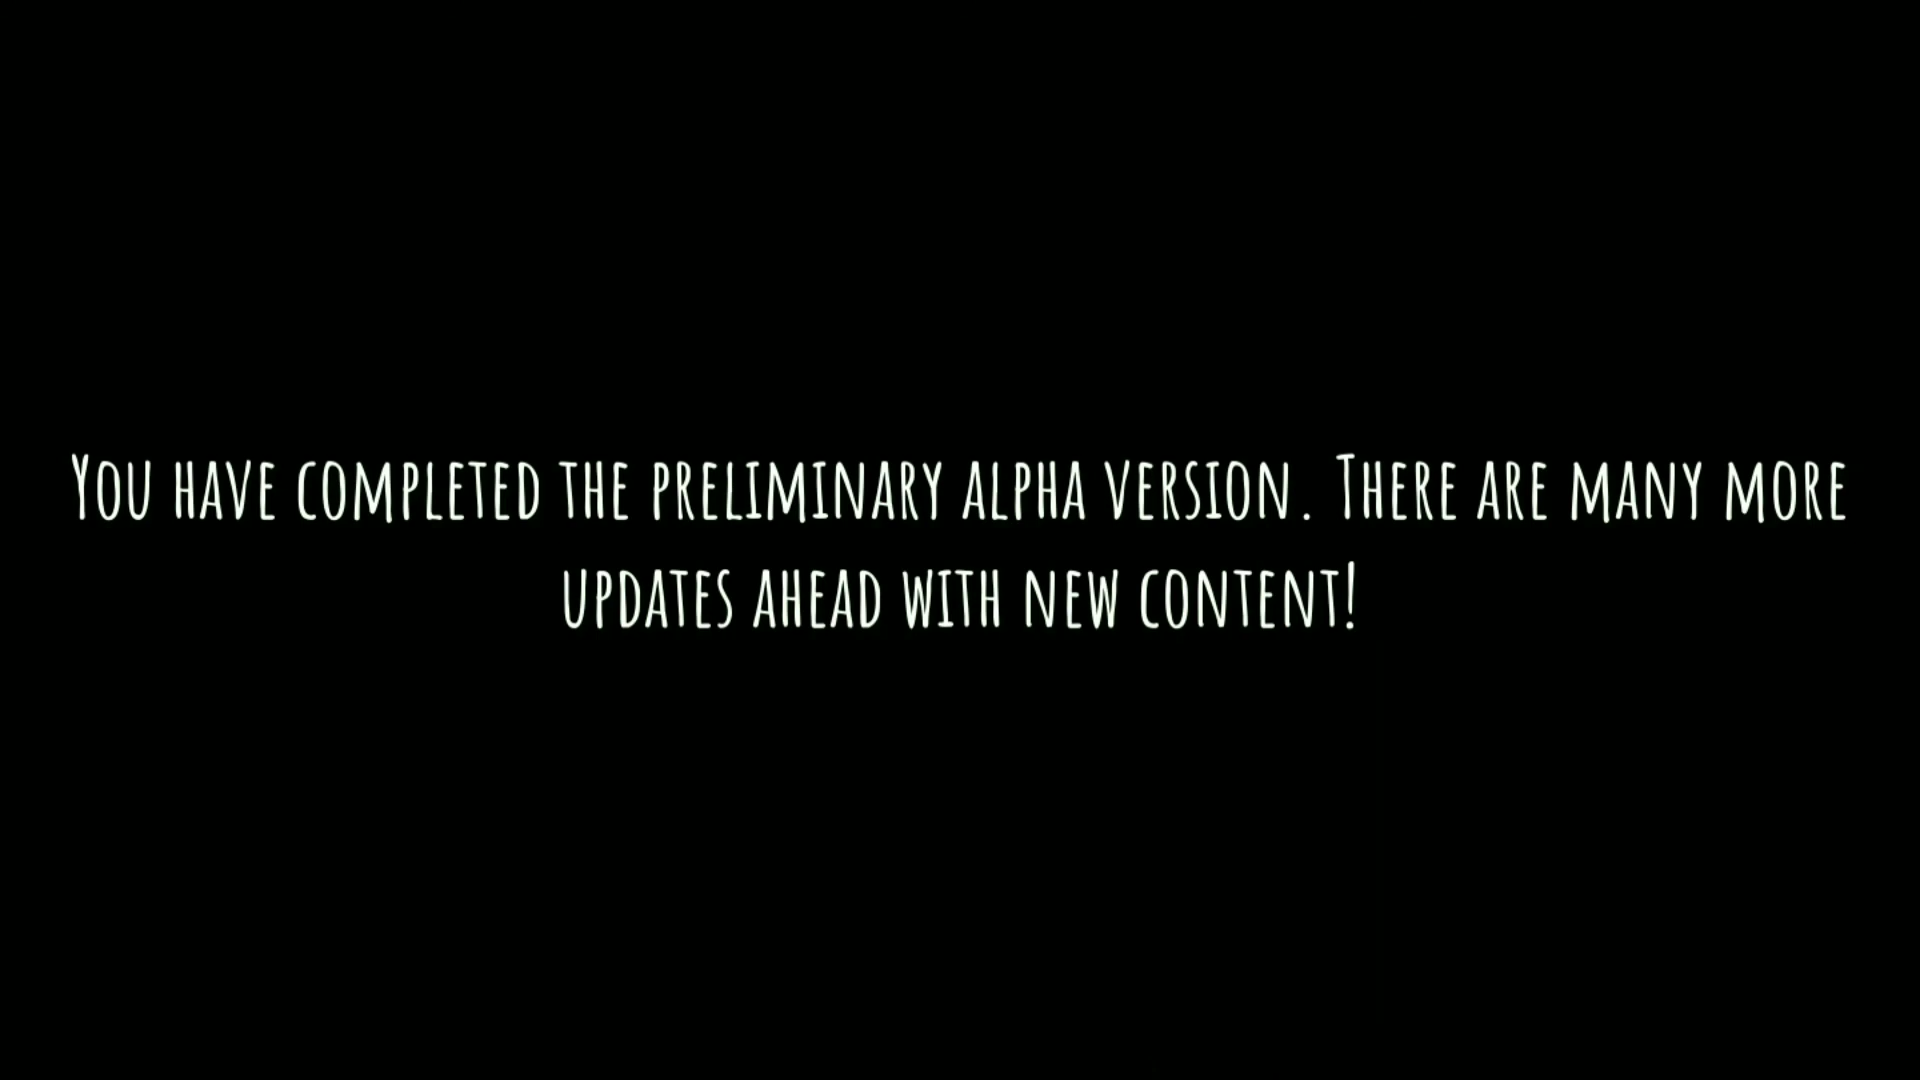 You have completed the preliminary alpha version. There are many more
updates ahead with new content!